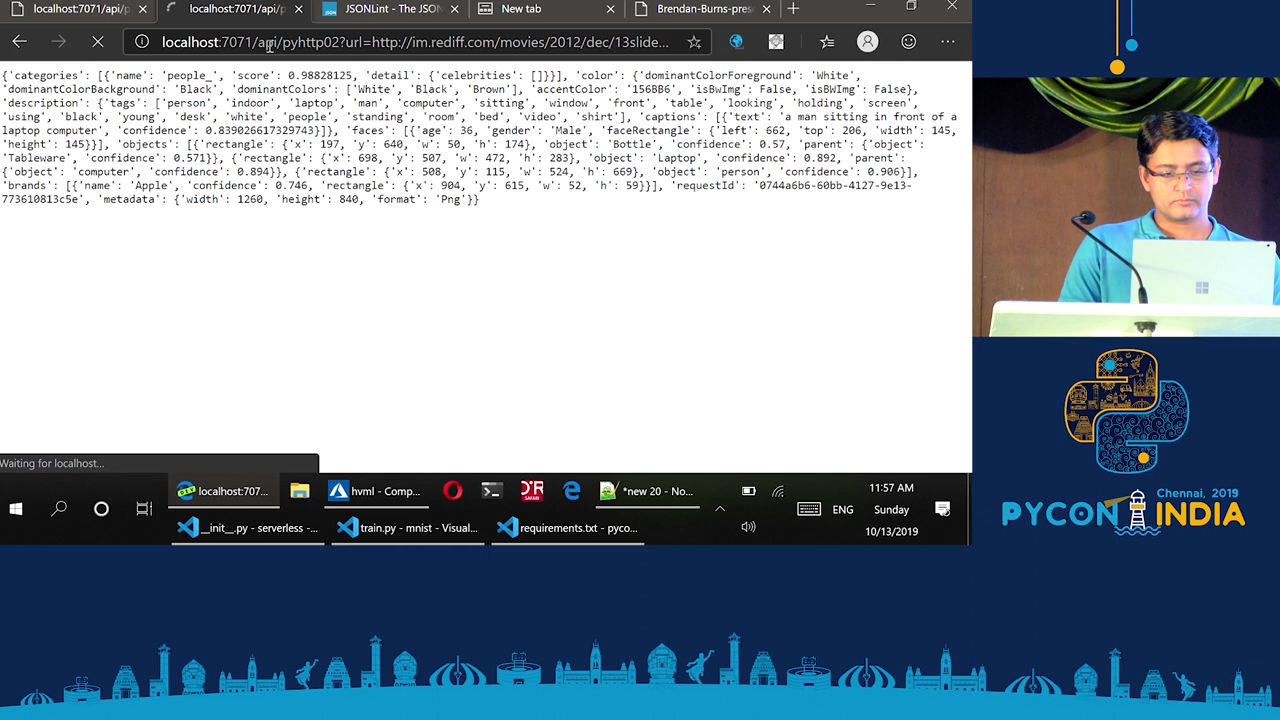 localhost:7071/api/p
localhost:7071/api/p
JSONLint - The JSON
New tab
Brendan-Burns-pres
localhost:7071/api/pyhttp02?url=http://im.rediff.com/movies/2012/dec/13slide...
{'categories': [{'name': 'people_', 'score': 0.98828125, 'detail': {'celebrities': []}}], 'color': {'dominantColorForeground': 'White',
'dominantColorBackground': 'Black', 'dominantColors': ['White', 'Black', 'Brown'], 'accentColor': '156BB6', 'isBwImg': False, 'isBWImg': False},
'description': {'tags': ['person', 'indoor', 'laptop', 'man', 'computer', 'sitting', 'window', 'front', 'table', 'looking', 'holding', 'screen',
'using', 'black', 'young', 'desk', 'white', 'people', 'standing', 'room', 'bed', 'video', 'shirt'], 'captions': [{'text': 'a man sitting in front of a
laptop computer', 'confidence': 0.839026617329743}]}, 'faces': [{'age': 36, 'gender': 'Male', 'faceRectangle': {'left': 662, 'top': 206, 'width': 145,
'height': 145}}], 'objects': [{'rectangle': {'x': 197, 'y': 640, 'w': 50, 'h': 174}, 'object': 'Bottle', 'confidence': 0.57, 'parent': {'object':
'Tableware', 'confidence': 0.571}}, {'rectangle': {'x': 698, 'y': 507, 'w': 472, 'h': 283}, 'object': 'Laptop', 'confidence': 0.892, 'parent':
{'object': 'computer', 'confidence': 0.894}}, {'rectangle': {'x': 508, 'y': 115, 'w': 524, 'h': 669}, 'object': 'person', 'confidence': 0.906}],
'brands': [{'name': 'Apple', 'confidence': 0.746, 'rectangle': {'x': 904, 'y': 615, 'w': 52, 'h': 59}}], 'requestId': '0744a6b6-60bb-4127-9e13-
773610813c5e', 'metadata': {'width': 1260, 'height': 840, 'format': 'Png'}}
Waiting for localhost...
localhost:707...
hvml - Comp...
*new 20 - No...
__init__.py - serverless -...
train.py - mnist - Visual...
requirements.txt - pyco...
ENG
11:57 AM
Sunday
10/13/2019
Chennai, 2019
PYCON INDIA